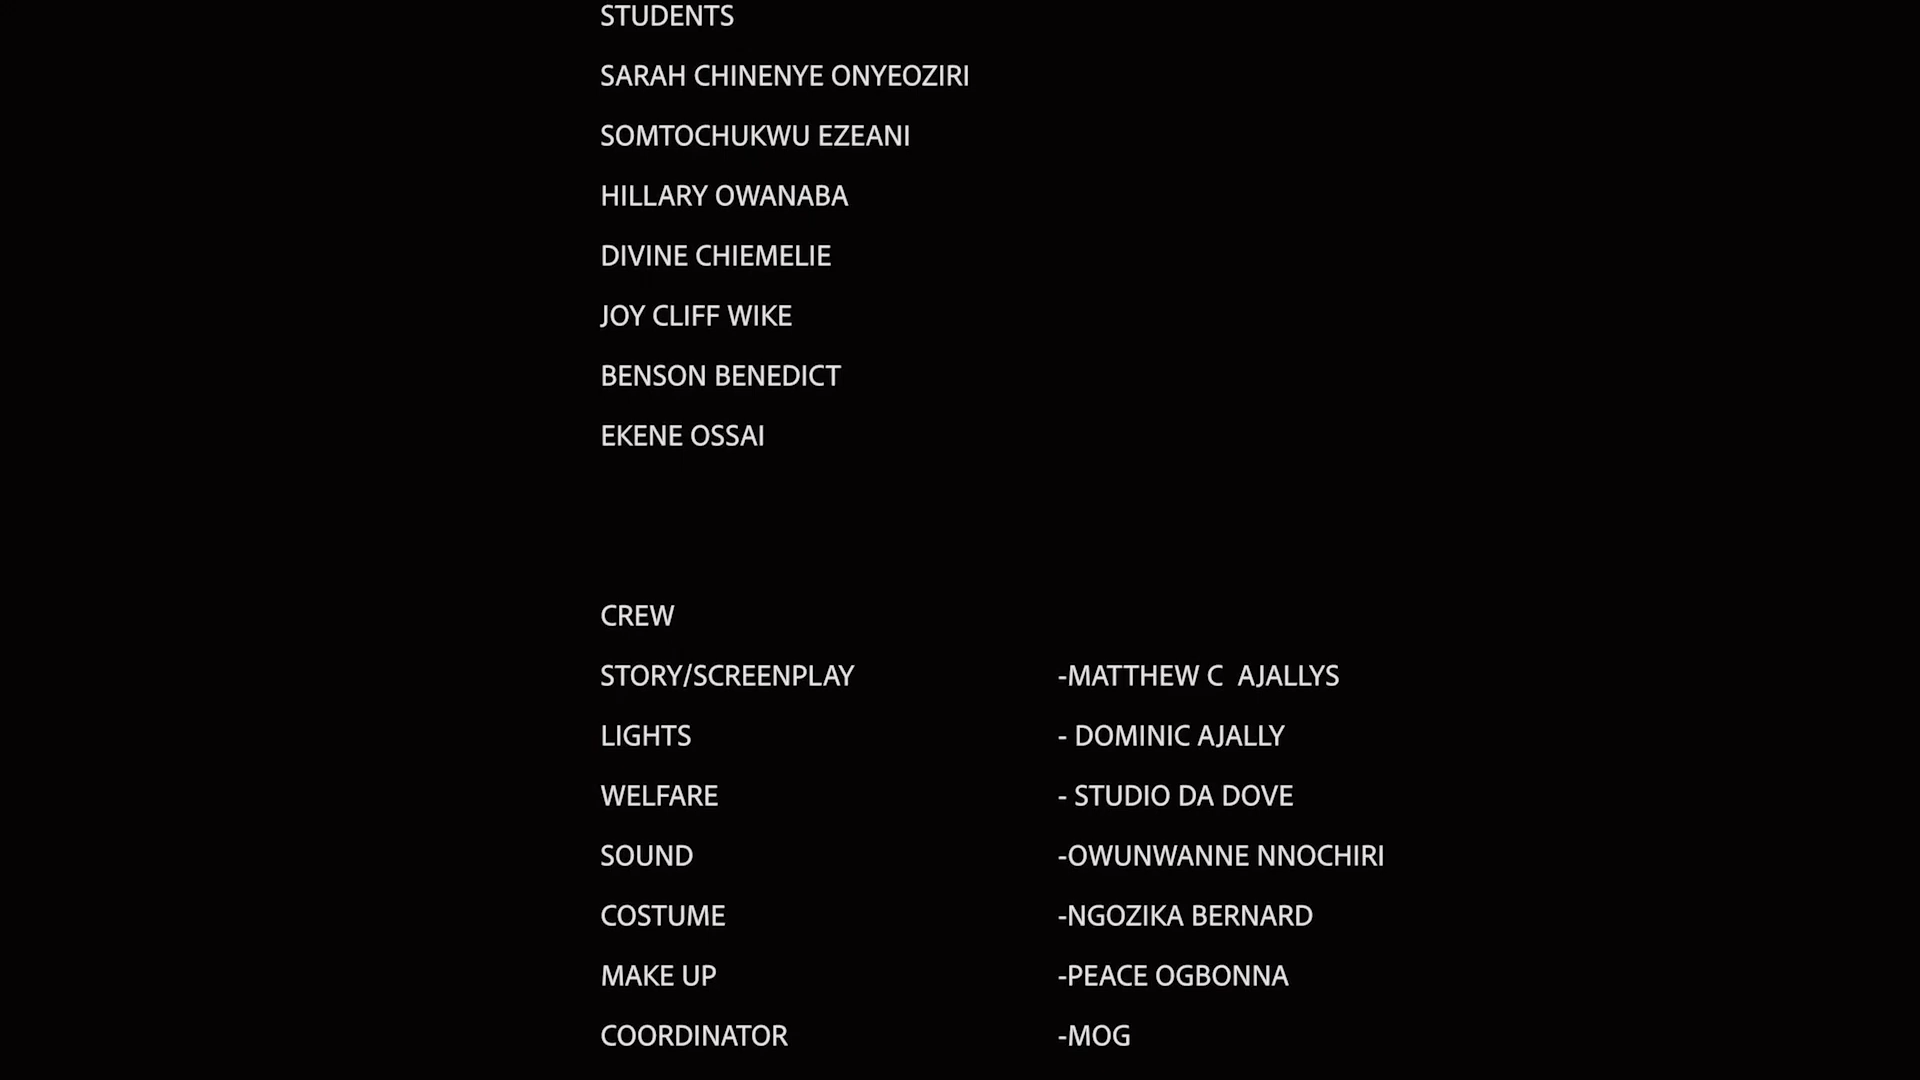 STUDENTS
SARAH CHINENYE ONYEOZIRI
SOMTOCHUKWU EZEANI
HILLARY OWANABA
DIVINE CHIEMELIE
JOY CLIFF WIKE
BENSON BENEDICT
EKENE OSSAI
CREW
STORY/SCREENPLAY -MATTHEW C  AJALLYS
LIGHTS - DOMINIC AJALLY
WELFARE - STUDIO DA DOVE
SOUND -OWUNWANNE NNOCHIRI
COSTUME -NGOZIKA BERNARD
MAKE UP -PEACE OGBONNA
COORDINATOR -MOG